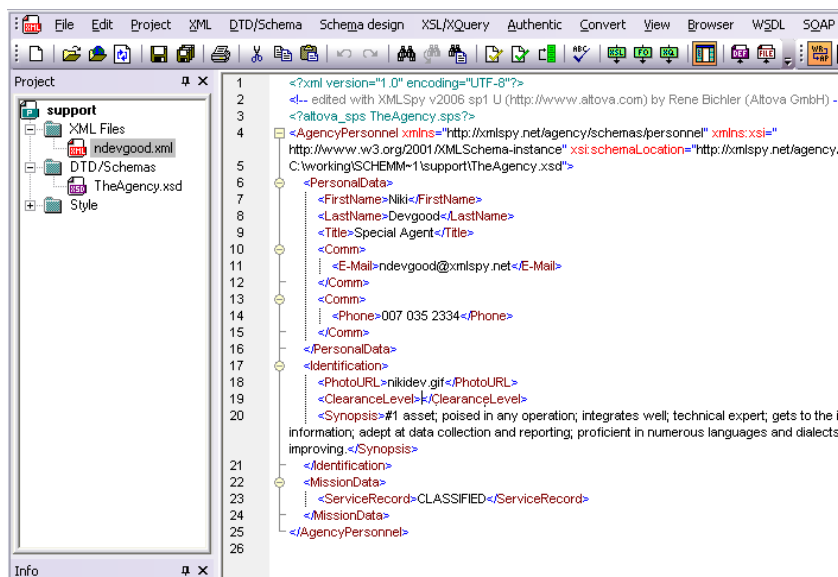 File Edit Project XML DTD/Schema Schema design XSL/XQuery Authentic Convert View Browser WSDL SOAP
Project
support
XML Files
ndevgood.xml
DTD/Schemas
TheAgency.xsd
Style
Info
1 <?xml version="1.0" encoding="UTF-8"?>
2 <!-- edited with XMLSpy v2006 sp1 U (http://www.altova.com) by Rene Bichler (Altova GmbH) -
3 <?altova_sps TheAgency.sps?>
4 <AgencyPersonnel xmlns="http://xmlspy.net/agency/schemas/personnel" xmlns:xsi="
http://www.w3.org/2001/XMLSchema-instance" xsi:schemaLocation="http://xmlspy.net/agency.
5 C:\working\SCHEMM~1\support\TheAgency.xsd">
6 <PersonalData>
7 <FirstName>Niki</FirstName>
8 <LastName>Devgood</LastName>
9 <Title>Special Agent</Title>
10 <Comm>
11 <E-Mail>ndevgood@xmlspy.net</E-Mail>
12 </Comm>
13 <Comm>
14 <Phone>007 035 2334</Phone>
15 </Comm>
16 </PersonalData>
17 <Identification>
18 <PhotoURL>nikidev.gif</PhotoURL>
19 <ClearanceLevel></ClearanceLevel>
20 <Synopsis>#1 asset; poised in any operation; integrates well; technical expert; gets to the i
information; adept at data collection and reporting; proficient in numerous languages and dialects
improving.</Synopsis>
21 </Identification>
22 <MissionData>
23 <ServiceRecord>CLASSIFIED</ServiceRecord>
24 </MissionData>
25 </AgencyPersonnel>
26